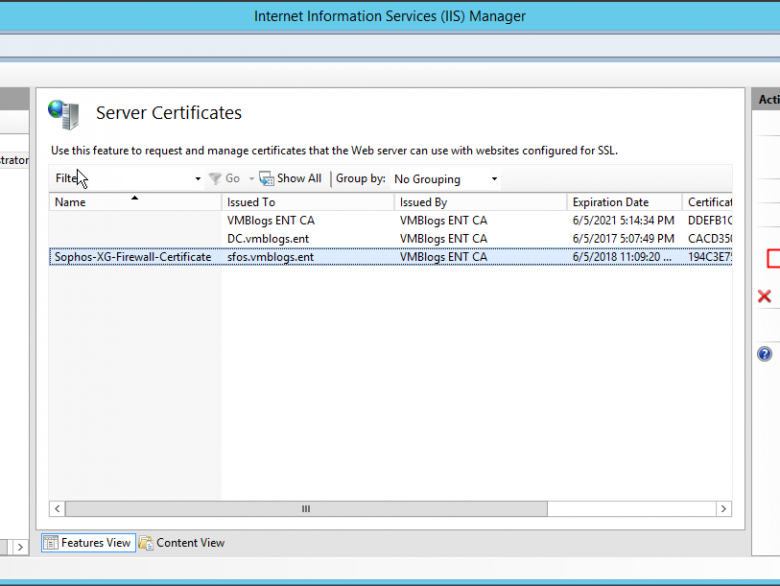 Internet Information Services (IIS) Manager
Acti
Server Certificates
strator
Use this feature to request and manage certificates that the Web server can use with websites configured for SSL.
Filte Go Show All Group by: No Grouping
Name Issued To Issued By Expiration Date Certificat
VMBlogs ENT CA VMBlogs ENT CA 6/5/2021 5:14:34 PM DDEFB1C
DC.vmblogs.ent VMBlogs ENT CA 6/5/2017 5:07:49 PM CACD350
Sophos-XG-Firewall-Certificate sfos.vmblogs.ent VMBlogs ENT CA 6/5/2018 11:09:20 ... 194C3E75
Features View Content View